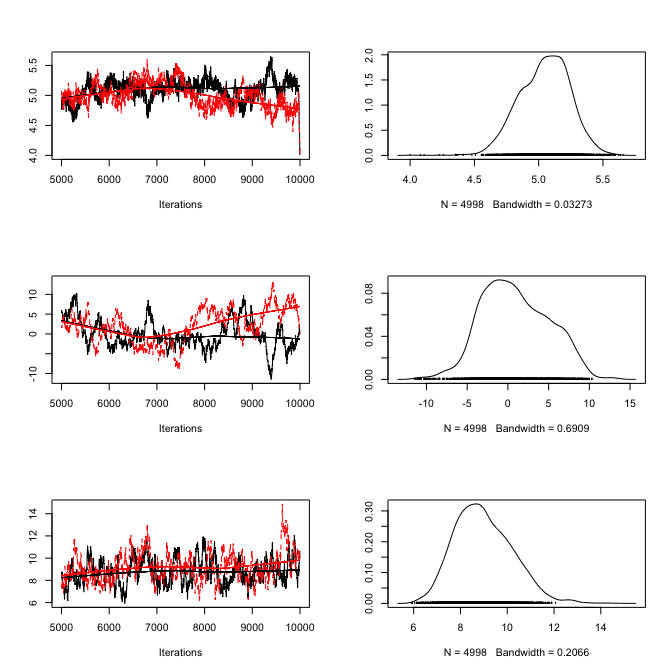 4.0 4.5 5.0 5.5
5000 6000 7000 8000 9000 10000
Iterations
0.0 0.5 1.0 1.5 2.0
4.0 4.5 5.0 5.5
N = 4998 Bandwidth = 0.03273
-10 0 5 10
5000 6000 7000 8000 9000 10000
Iterations
0.00 0.04 0.08
-10 -5 0 5 10 15
N = 4998 Bandwidth = 0.6909
6 8 10 12 14
5000 6000 7000 8000 9000 10000
Iterations
0.00 0.10 0.20 0.30
6 8 10 12 14
N = 4998 Bandwidth = 0.2066